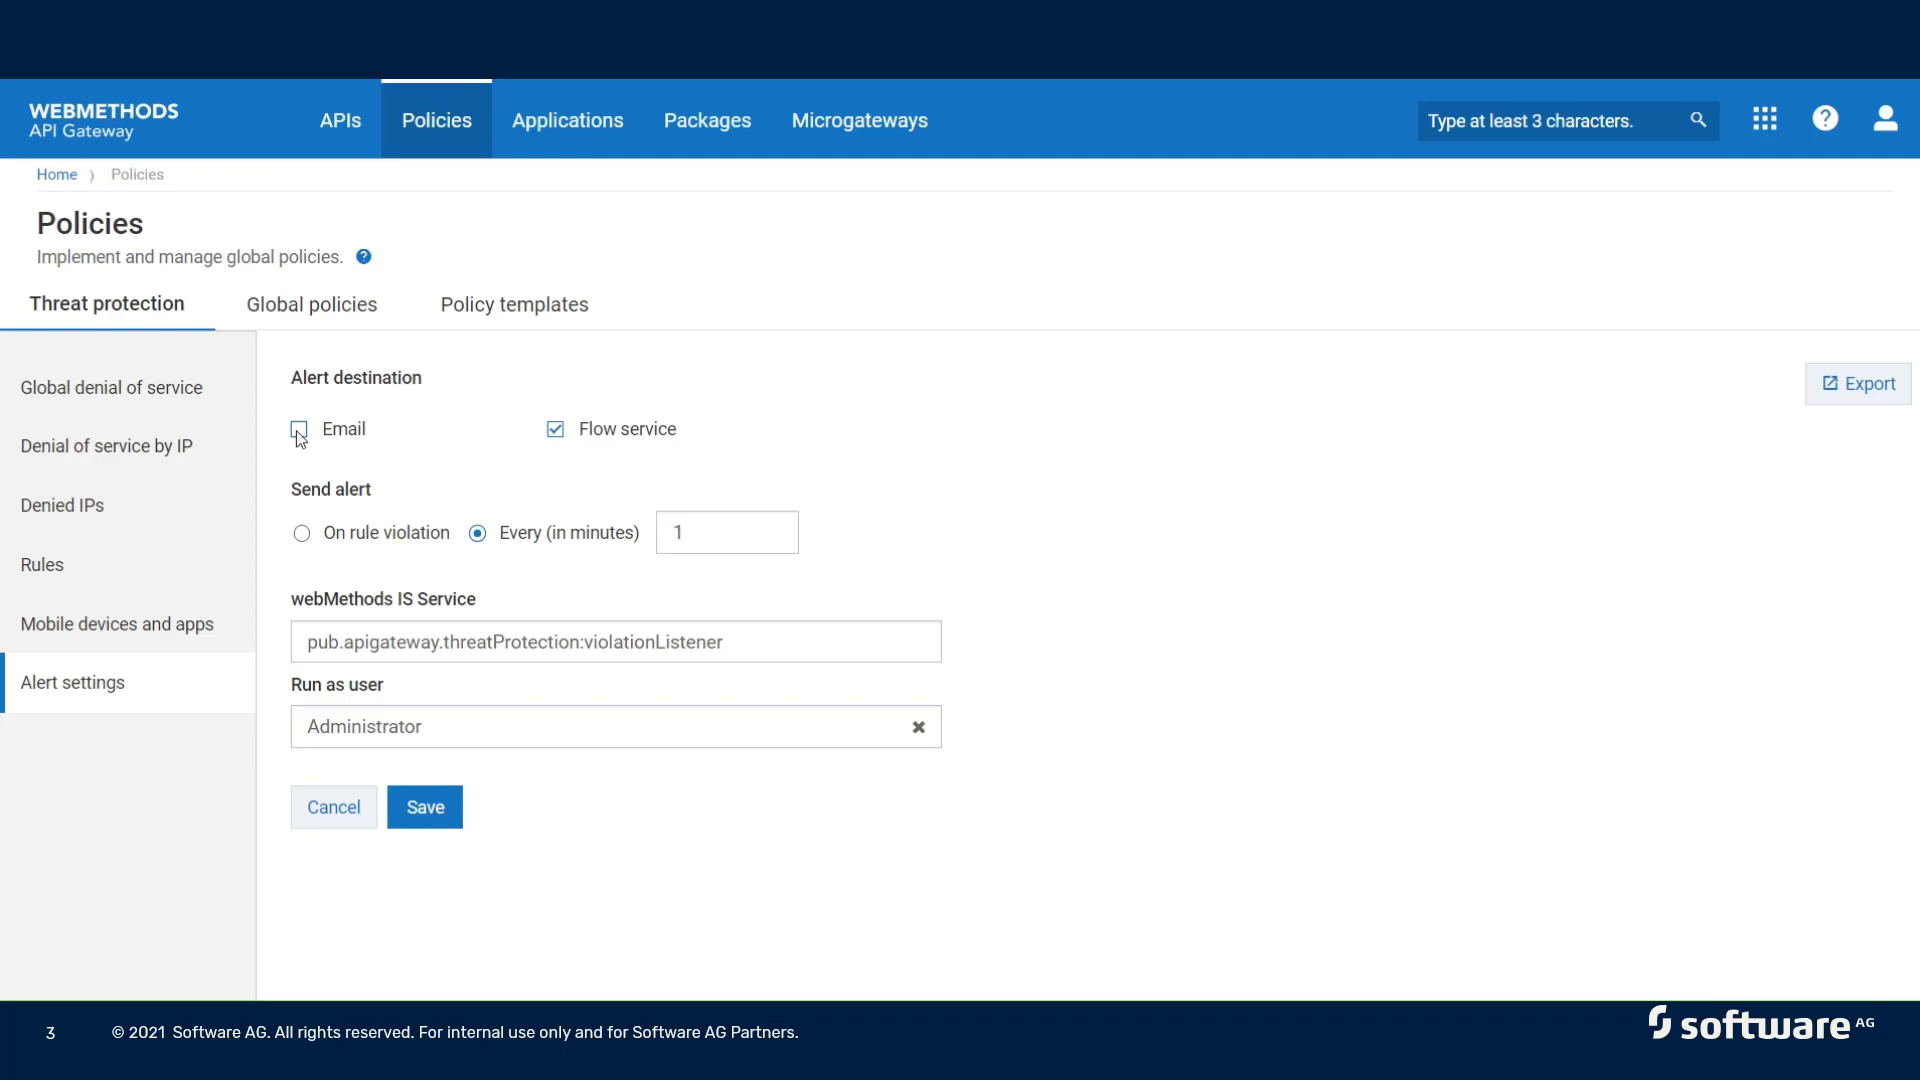 WEBMETHODS
API Gateway
APIs
Policies
Applications
Packages
Microgateways
Type at least 3 characters.
Home
Policies
Policies
Implement and manage global policies.
Threat protection
Global policies
Policy templates
Global denial of service
Denial of service by IP
Denied IPs
Rules
Mobile devices and apps
Alert settings
Alert destination
Export
Email
Flow service
Send alert
On rule violation
Every (in minutes)
1
webMethods IS Service
pub.apigateway.threatProtection:violationListener
Run as user
Administrator
Cancel
Save
3
© 2021 Software AG. All rights reserved. For internal use only and for Software AG Partners.
software AG